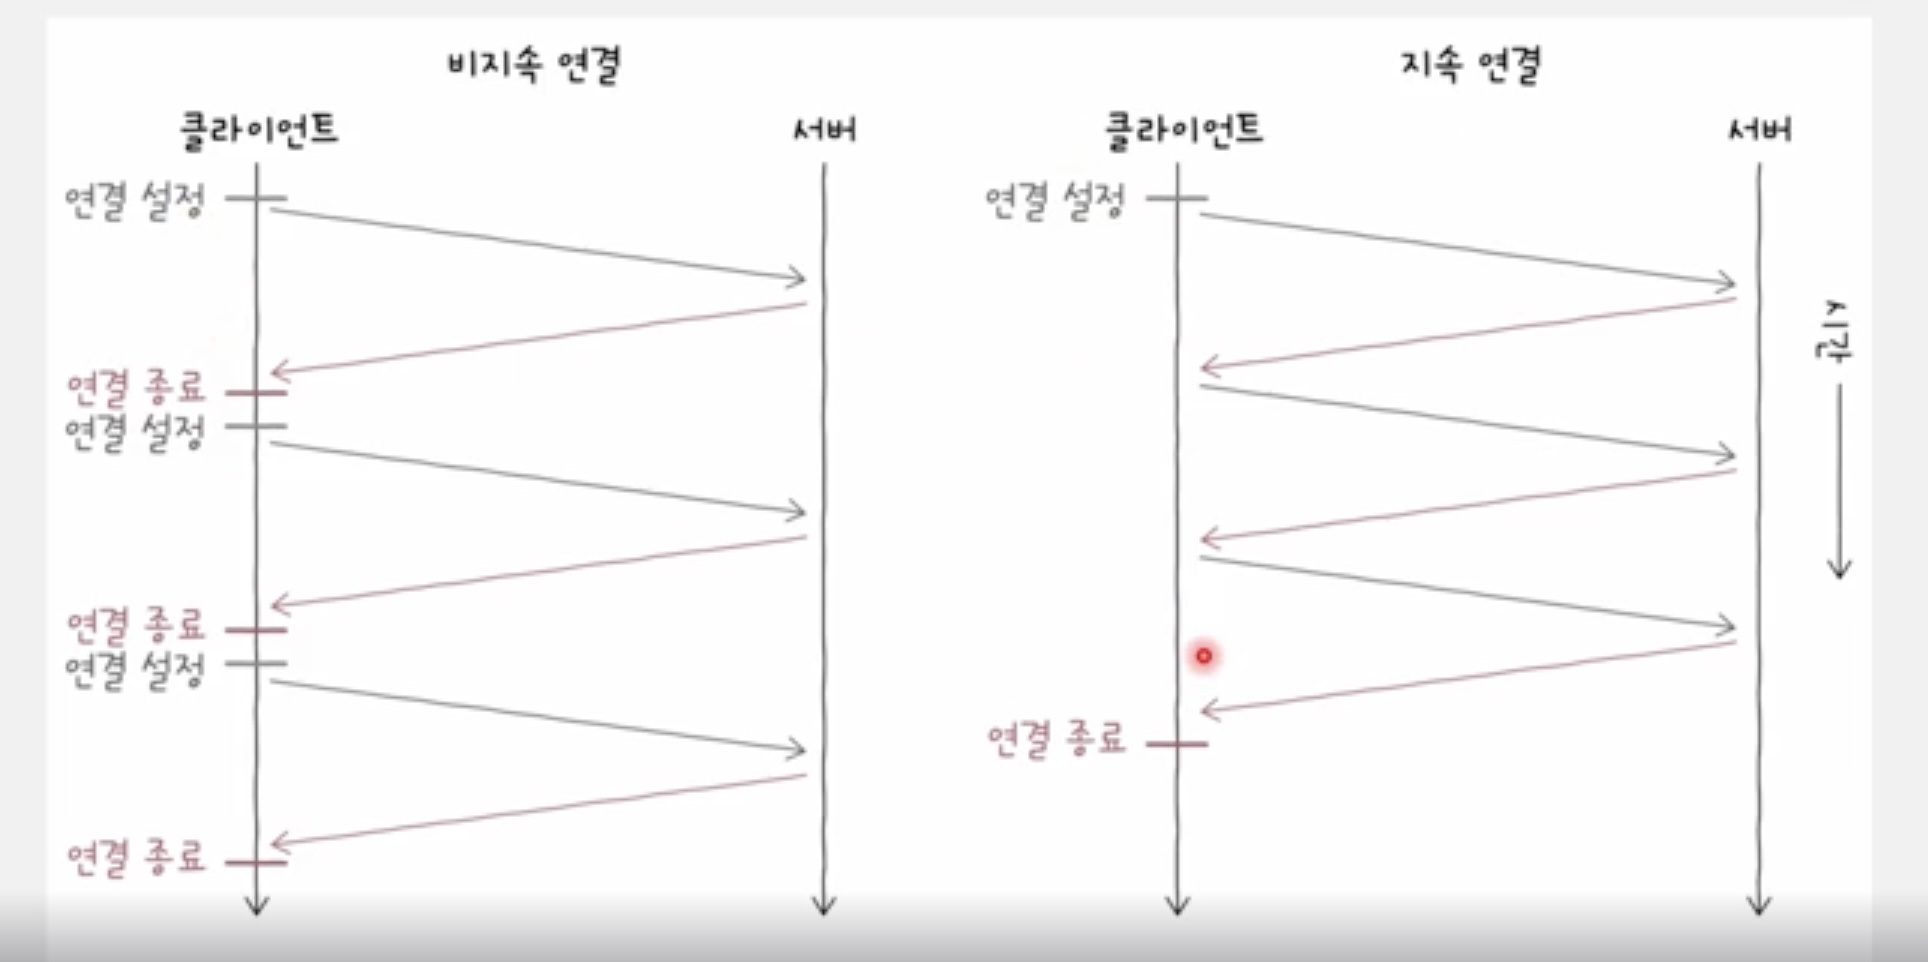 비지속 연결
클라이언트
서버
연결 설정
연결 종료
연결 설정
연결 종료
연결 설정
연결 종료
지속 연결
클라이언트
서버
연결 설정
연결 종료
시간